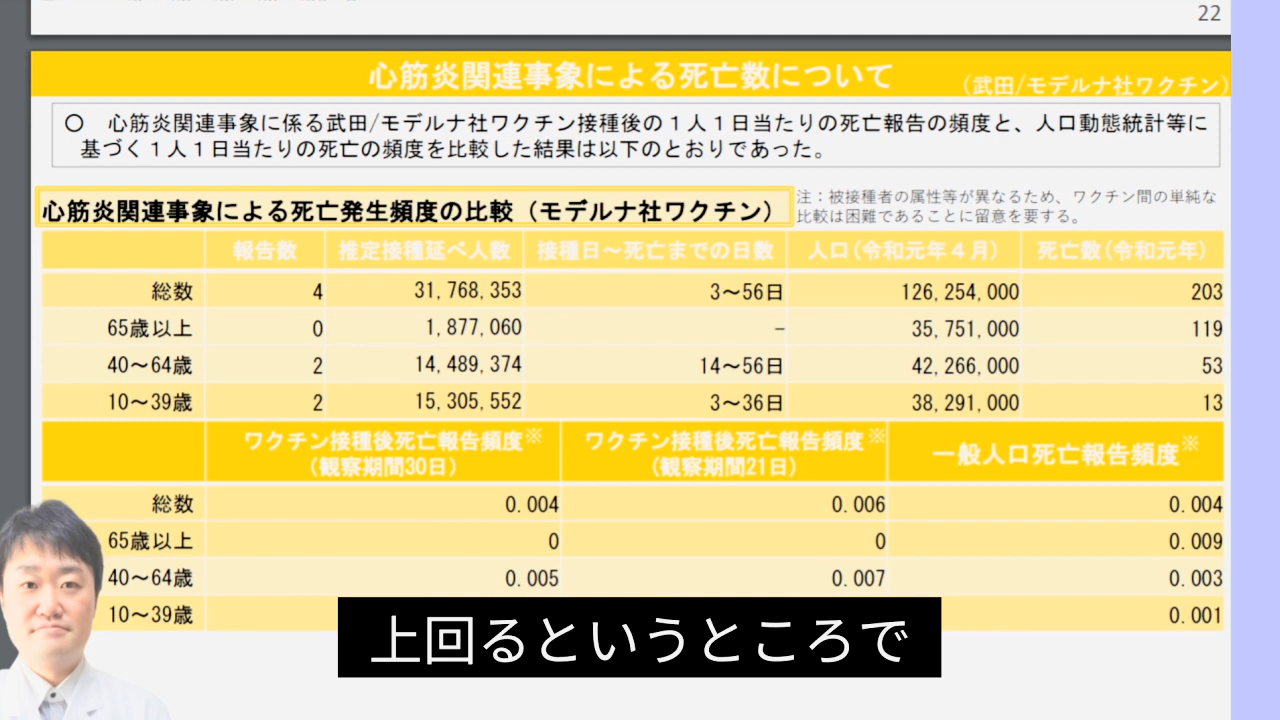 22
心筋炎関連事象による死亡数について
（武田/モデルナ社ワクチン）
○　心筋炎関連事象に係る武田/モデルナ社ワクチン接種後の１人１日当たりの死亡報告の頻度と、人口動態統計等に
基づく１人１日当たりの死亡の頻度を比較した結果は以下のとおりであった。
心筋炎関連事象による死亡発生頻度の比較（モデルナ社ワクチン）
注：被接種者の属性等が異なるため、ワクチン間の単純な
比較は困難であることに留意を要する。
報告数 推定接種延べ人数 接種日～死亡までの日数 人口(令和元年４月) 死亡数(令和元年)
総数 4 31,768,353 3～56日 126,254,000 203
65歳以上 0 1,877,060 － 35,751,000 119
40～64歳 2 14,489,374 14～56日 42,266,000 53
10～39歳 2 15,305,552 3～36日 38,291,000 13
ワクチン接種後死亡報告頻度※ ワクチン接種後死亡報告頻度※ 一般人口死亡報告頻度※
(観察期間30日) (観察期間21日)
総数 0.004 0.006 0.004
65歳以上 0 0 0.009
40～64歳 0.005 0.007 0.003
10～39歳 0.001
上回るというところで